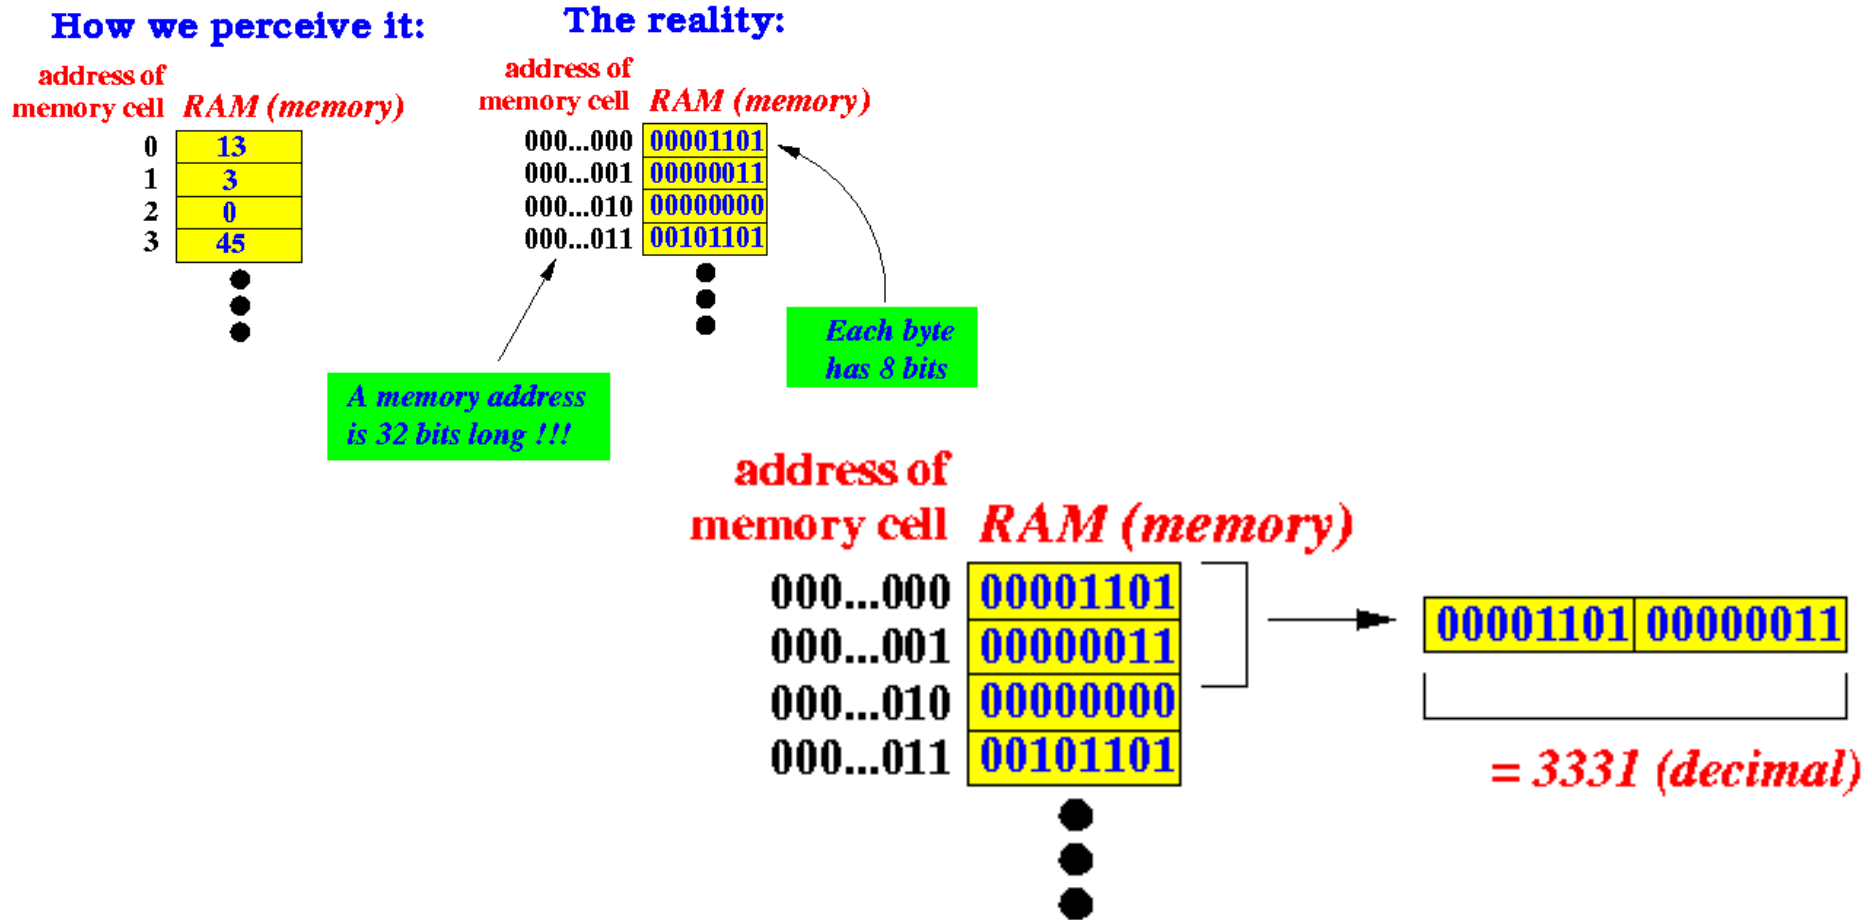 How we perceive it:
address of
memory cell RAM (memory)
0 13
1 3
2 0
3 45
The reality:
address of
memory cell RAM (memory)
000...000 00001101
000...001 00000011
000...010 00000000
000...011 00101101
Each byte
has 8 bits
A memory address
is 32 bits long !!!
address of
memory cell RAM (memory)
000...000 00001101
000...001 00000011
000...010 00000000
000...011 00101101
00001101 00000011
= 3331 (decimal)